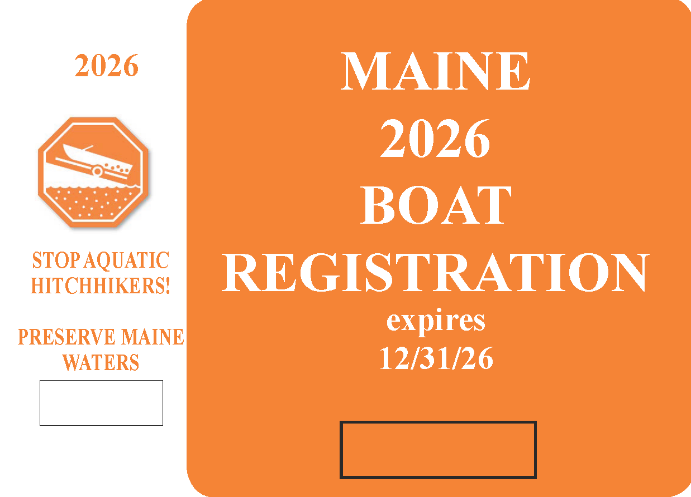 2026
STOP AQUATIC
HITCHHIKERS!
PRESERVE MAINE
WATERS
MAINE
2026
BOAT
REGISTRATION
expires
12/31/26